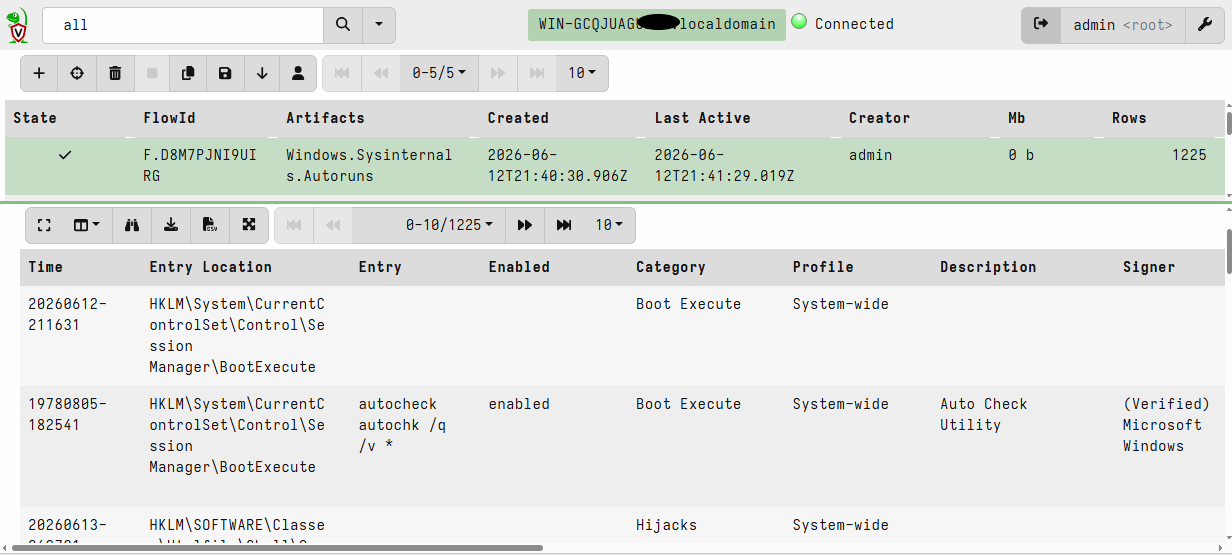 all
WIN-GCQJUAG localdomain
Connected
admin <root>
0-5/5
10
State FlowId Artifacts Created Last Active Creator Mb Rows
F.D8M7PJNI9UI Windows.Sysinternal 2026-06- 2026-06- admin 0 b 1225
RG s.Autoruns 12T21:40:30.906Z 12T21:41:29.019Z
CSV
0-10/1225
10
Time Entry Location Entry Enabled Category Profile Description Signer
20260612- HKLM\System\CurrentC Boot Execute System-wide
211631 ontrolSet\Control\Se
ssion
Manager\BootExecute
19780805- HKLM\System\CurrentC autocheck enabled Boot Execute System-wide Auto Check (Verified)
182541 ontrolSet\Control\Se autochk /q Utility Microsoft
ssion /v * Windows
Manager\BootExecute
20260613- HKLM\SOFTWARE\Classe Hijacks System-wide